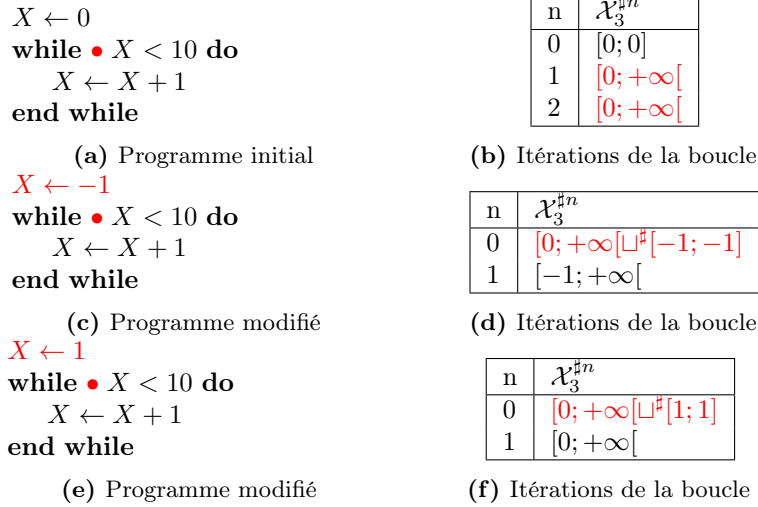 X ← 0
while • X < 10 do
X ← X + 1
end while
(a) Programme initial
n 𝒳₃^♯n
0 [0; 0]
1 [0; +∞[
2 [0; +∞[
(b) Itérations de la boucle
X ← −1
while • X < 10 do
X ← X + 1
end while
(c) Programme modifié
n 𝒳₃^♯n
0 [0; +∞[⊔^♯[−1; −1]
1 [−1; +∞[
(d) Itérations de la boucle
X ← 1
while • X < 10 do
X ← X + 1
end while
(e) Programme modifié
n 𝒳₃^♯n
0 [0; +∞[⊔^♯[1; 1]
1 [0; +∞[
(f) Itérations de la boucle